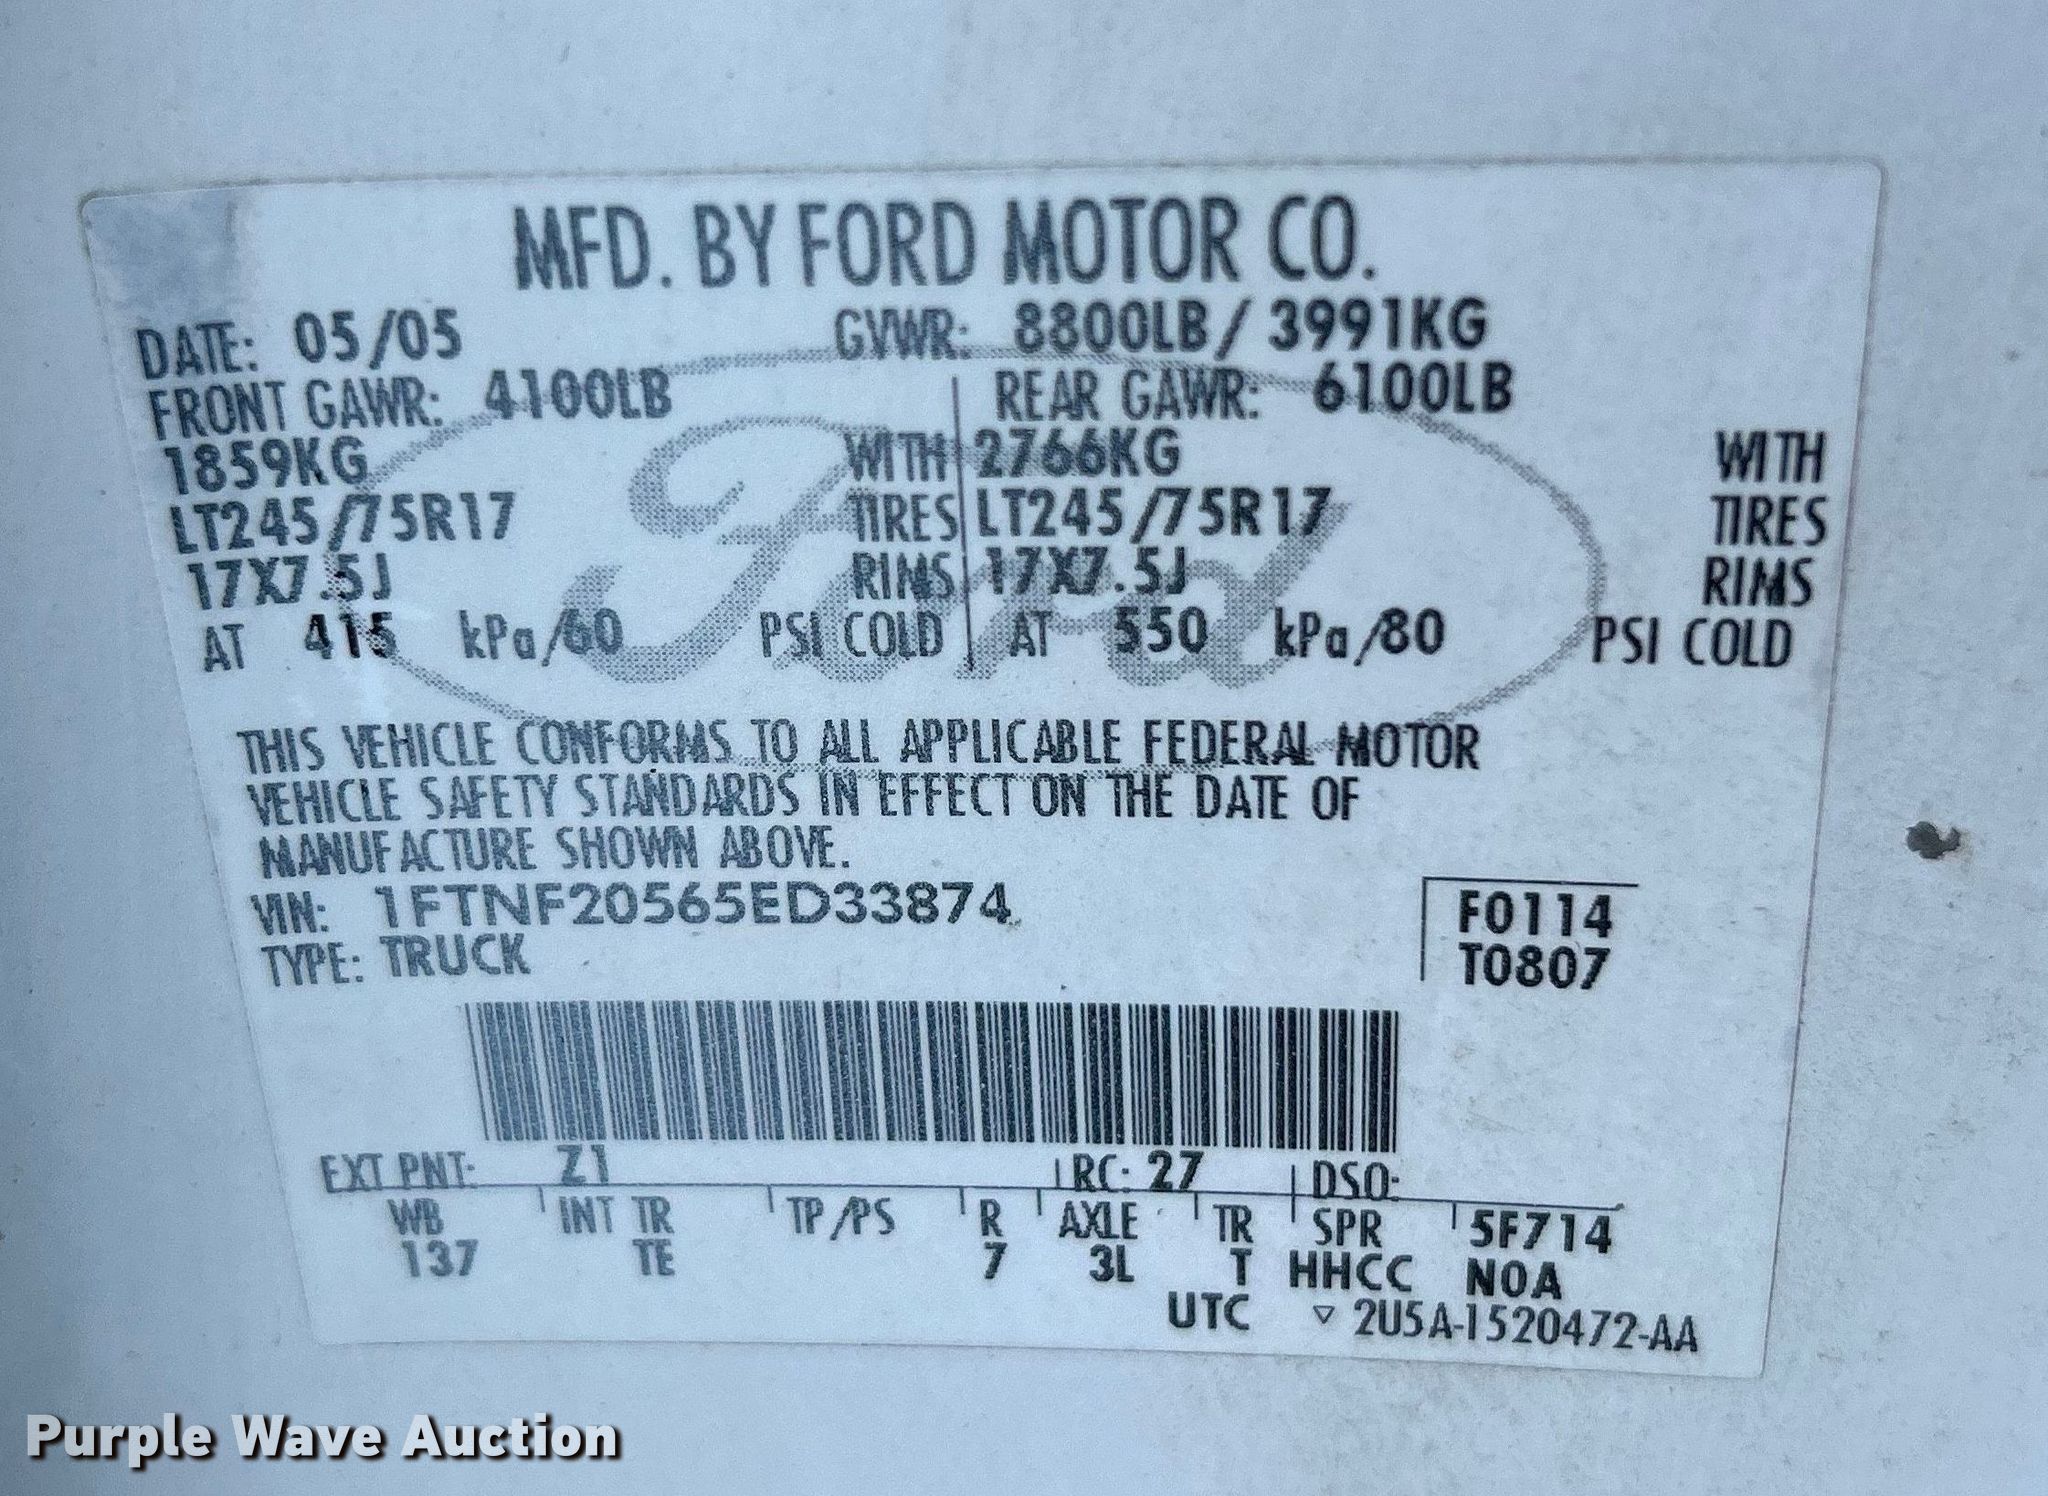 MFD. BY FORD MOTOR CO.
DATE: 05/05 GVWR: 8800LB/ 3991KG
FRONT GAWR: 4100LB REAR GAWR: 6100LB
1859KG WITH 2766KG WITH
LT245/75R17 TIRES LT245/75R17 TIRES
17X7.5J RIMS 17X7.5J RIMS
AT 415 kPa/60 PSI COLD AT 550 kPa/80 PSI COLD
Ford
THIS VEHICLE CONFORMS TO ALL APPLICABLE FEDERAL MOTOR
VEHICLE SAFETY STANDARDS IN EFFECT ON THE DATE OF
MANUFACTURE SHOWN ABOVE.
VIN: 1FTNF20565ED33874 F0114
TYPE: TRUCK T0807
EXT PNT: Z1 RC: 27 DSO:
WB INT TR TP/PS R AXLE TR SPR 5F714
137 TE 7 3L T HHCC N0A
UTC ▽ 2U5A-1520472-AA
Purple Wave Auction